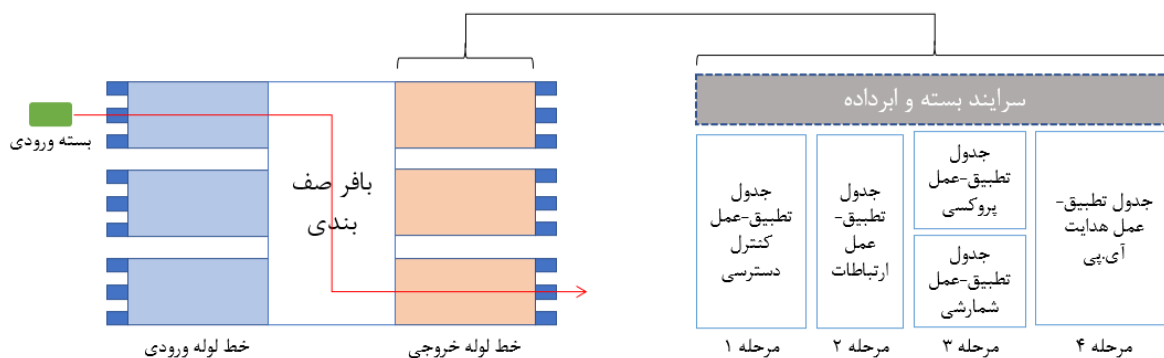 بسته ورودی
بافر صف
بندی
خط لوله ورودی
خط لوله خروجی
سرایند بسته و ابرداده
جدول
تطبیق-عمل
کنترل
دسترسی
جدول
تطبیق-
عمل
ارتباطات
جدول
تطبیق-عمل
پروکسی
جدول
تطبیق-عمل
شمارشی
جدول تطبیق-
عمل هدایت
آی.پی
مرحله ۱
مرحله ۲
مرحله ۳
مرحله ۴